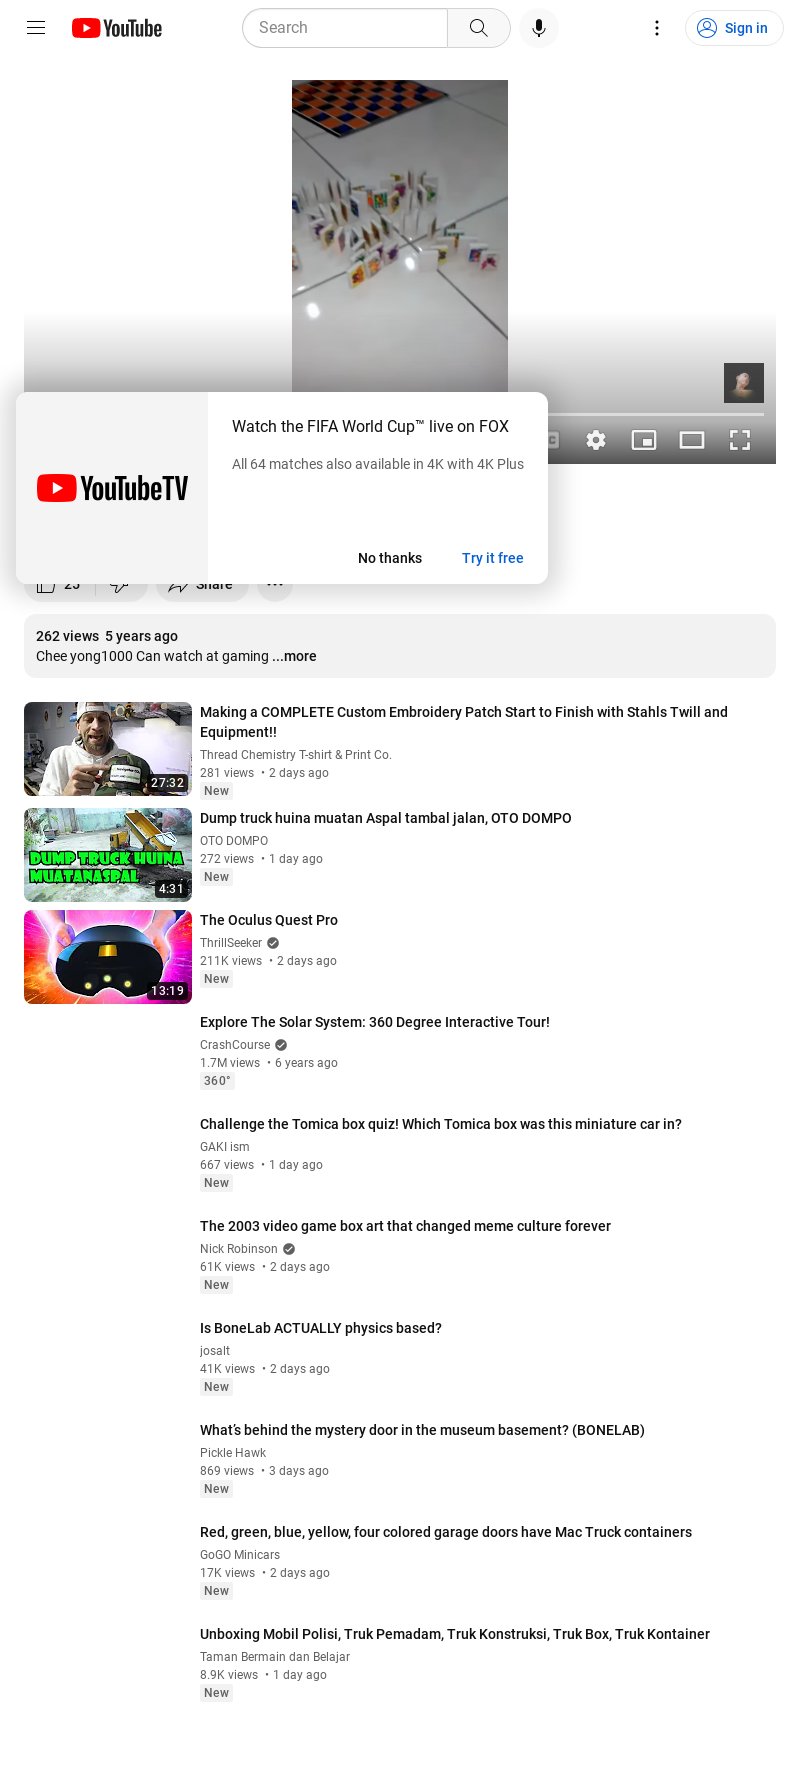 YouTube
Search
Sign in
Watch the FIFA World Cup™ live on FOX
All 64 matches also available in 4K with 4K Plus
YouTubeTV
No thanks
Try it free
25
Share
262 views 5 years ago
Chee yong1000 Can watch at gaming ...more
Making a COMPLETE Custom Embroidery Patch Start to Finish with Stahls Twill and
Equipment!!
Thread Chemistry T-shirt & Print Co.
281 views • 2 days ago
New
27:32
Dump truck huina muatan Aspal tambal jalan, OTO DOMPO
OTO DOMPO
272 views • 1 day ago
New
DUMP TRUCK HUINA
MUATANASPAL
4:31
The Oculus Quest Pro
ThrillSeeker
211K views • 2 days ago
New
13:19
Explore The Solar System: 360 Degree Interactive Tour!
CrashCourse
1.7M views • 6 years ago
360°
Challenge the Tomica box quiz! Which Tomica box was this miniature car in?
GAKI ism
667 views • 1 day ago
New
The 2003 video game box art that changed meme culture forever
Nick Robinson
61K views • 2 days ago
New
Is BoneLab ACTUALLY physics based?
josalt
41K views • 2 days ago
New
What’s behind the mystery door in the museum basement? (BONELAB)
Pickle Hawk
869 views • 3 days ago
New
Red, green, blue, yellow, four colored garage doors have Mac Truck containers
GoGO Minicars
17K views • 2 days ago
New
Unboxing Mobil Polisi, Truk Pemadam, Truk Konstruksi, Truk Box, Truk Kontainer
Taman Bermain dan Belajar
8.9K views • 1 day ago
New